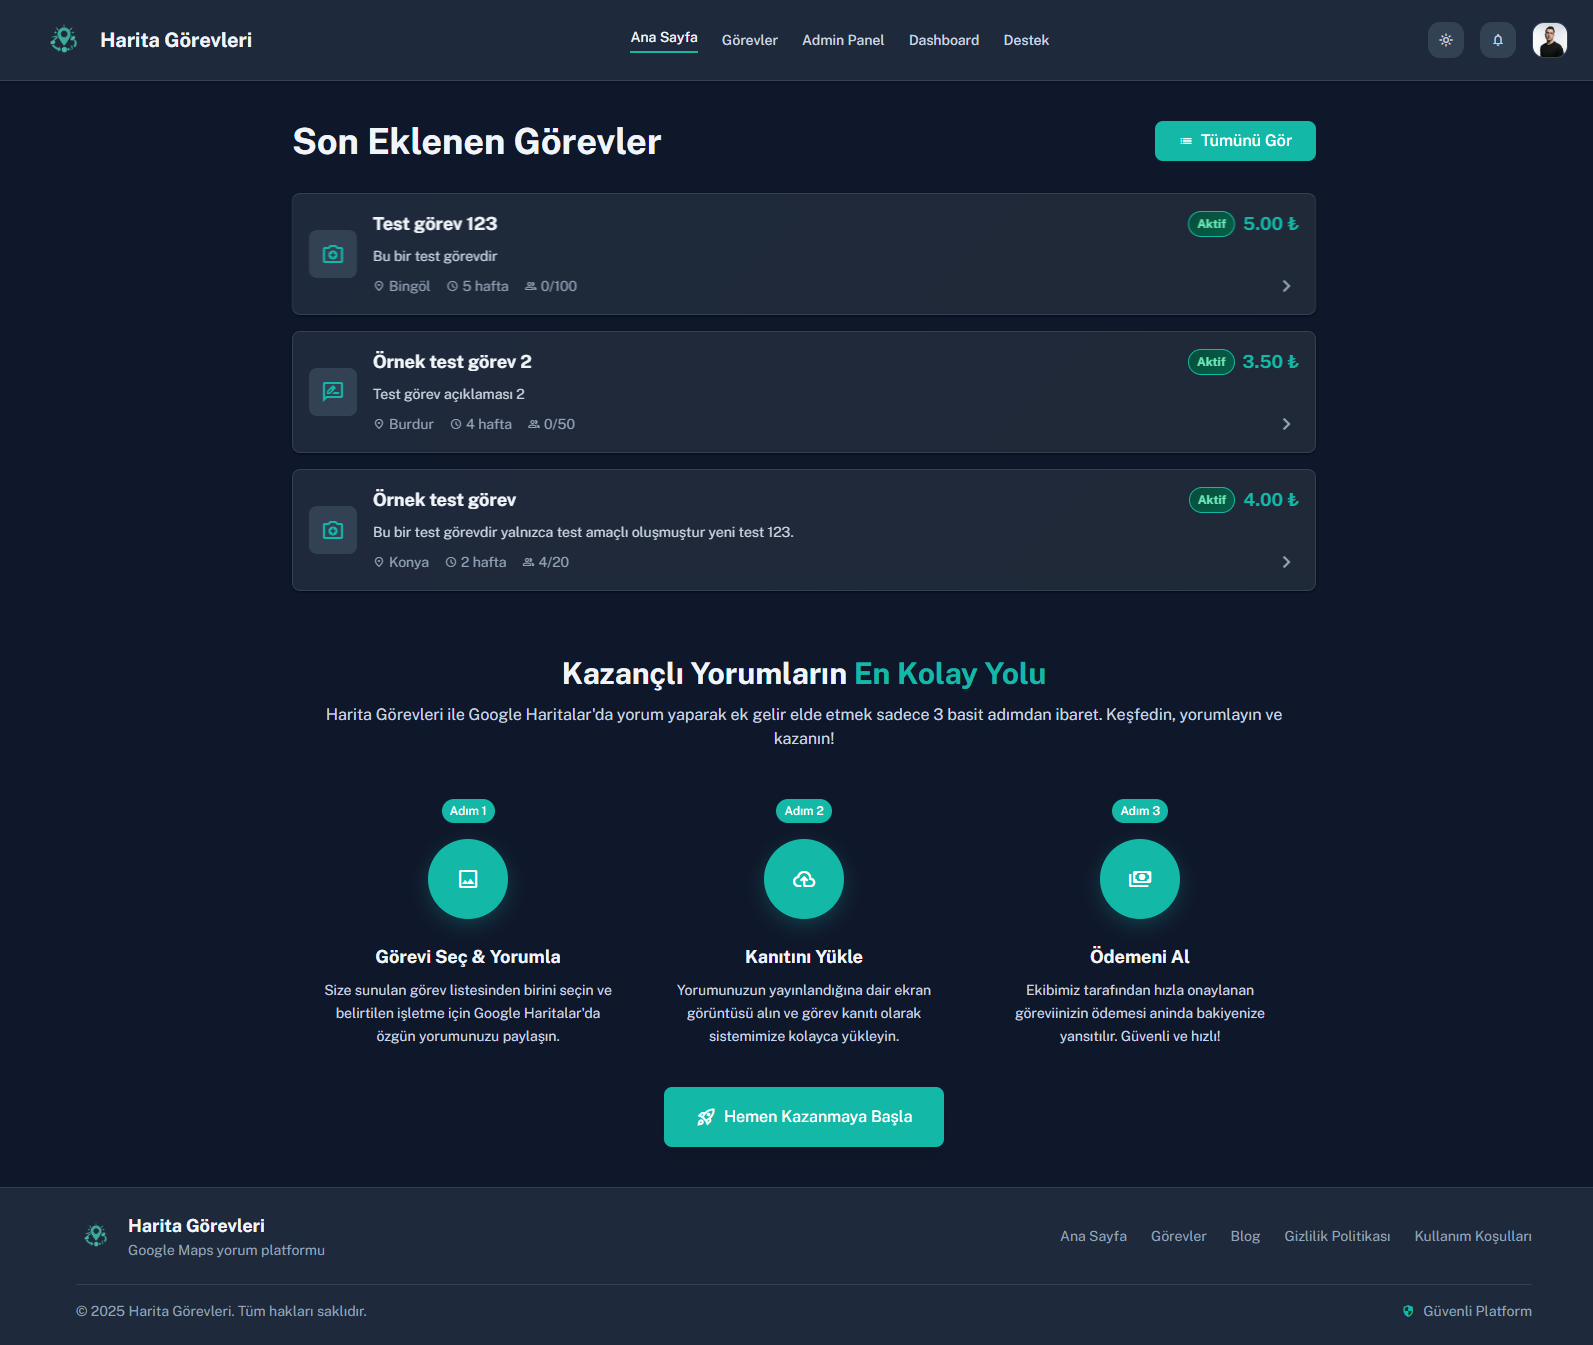 Harita Görevleri
Ana Sayfa
Görevler
Admin Panel
Dashboard
Destek
Son Eklenen Görevler
Tümünü Gör
Test görev 123
Aktif 5.00 ₺
Bu bir test görevdir
Bingöl 5 hafta 0/100
Örnek test görev 2
Aktif 3.50 ₺
Test görev açıklaması 2
Burdur 4 hafta 0/50
Örnek test görev
Aktif 4.00 ₺
Bu bir test görevdir yalnızca test amaçlı oluşmuştur yeni test 123.
Konya 2 hafta 4/20
Kazançlı Yorumların En Kolay Yolu
Harita Görevleri ile Google Haritalar'da yorum yaparak ek gelir elde etmek sadece 3 basit adımdan ibaret. Keşfedin, yorumlayın ve
kazanın!
Adım 1
Görevi Seç & Yorumla
Size sunulan görev listesinden birini seçin ve
belirtilen işletme için Google Haritalar'da
özgün yorumunuzu paylaşın.
Adım 2
Kanıtını Yükle
Yorumunuzun yayınlandığına dair ekran
görüntüsü alın ve görev kanıtı olarak
sistemimize kolayca yükleyin.
Adım 3
Ödemeni Al
Ekibimiz tarafından hızla onaylanan
göreviinizin ödemesi aninda bakiyenize
yansıtılır. Güvenli ve hızlı!
Hemen Kazanmaya Başla
Harita Görevleri
Google Maps yorum platformu
Ana Sayfa
Görevler
Blog
Gizlilik Politikası
Kullanım Koşulları
© 2025 Harita Görevleri. Tüm hakları saklıdır.
Güvenli Platform